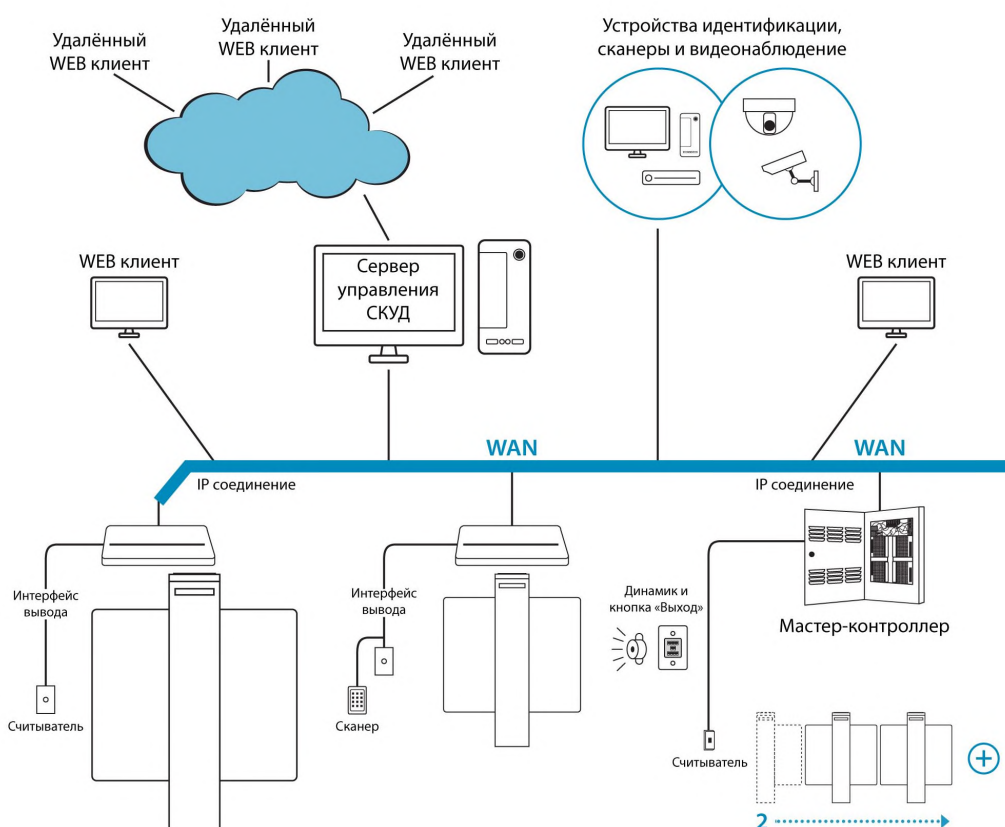 Удалённый
WEB клиент
Удалённый
WEB клиент
Удалённый
WEB клиент
Устройства идентификации,
сканеры и видеонаблюдение
WEB клиент
Сервер
управления
СКУД
WEB клиент
WAN
WAN
IP соединение
IP соединение
Интерфейс
вывода
Интерфейс
вывода
Динамик и
кнопка «Выход»
Мастер-контроллер
Считыватель
Сканер
Считыватель
2